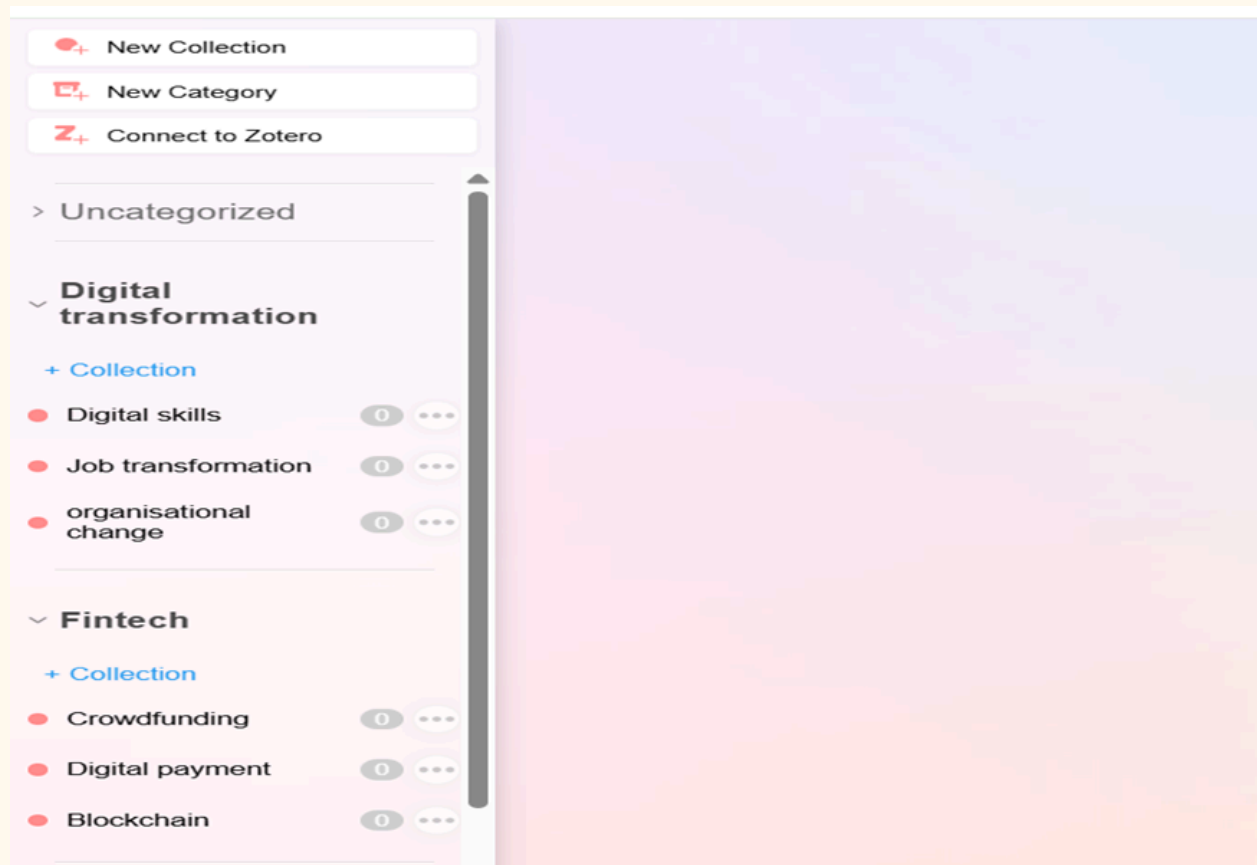 New Collection
New Category
Connect to Zotero
> Uncategorized
Digital
transformation
+ Collection
Digital skills 0 •••
Job transformation 0 •••
organisational
change 0 •••
Fintech
+ Collection
Crowdfunding 0 •••
Digital payment 0 •••
Blockchain 0 •••